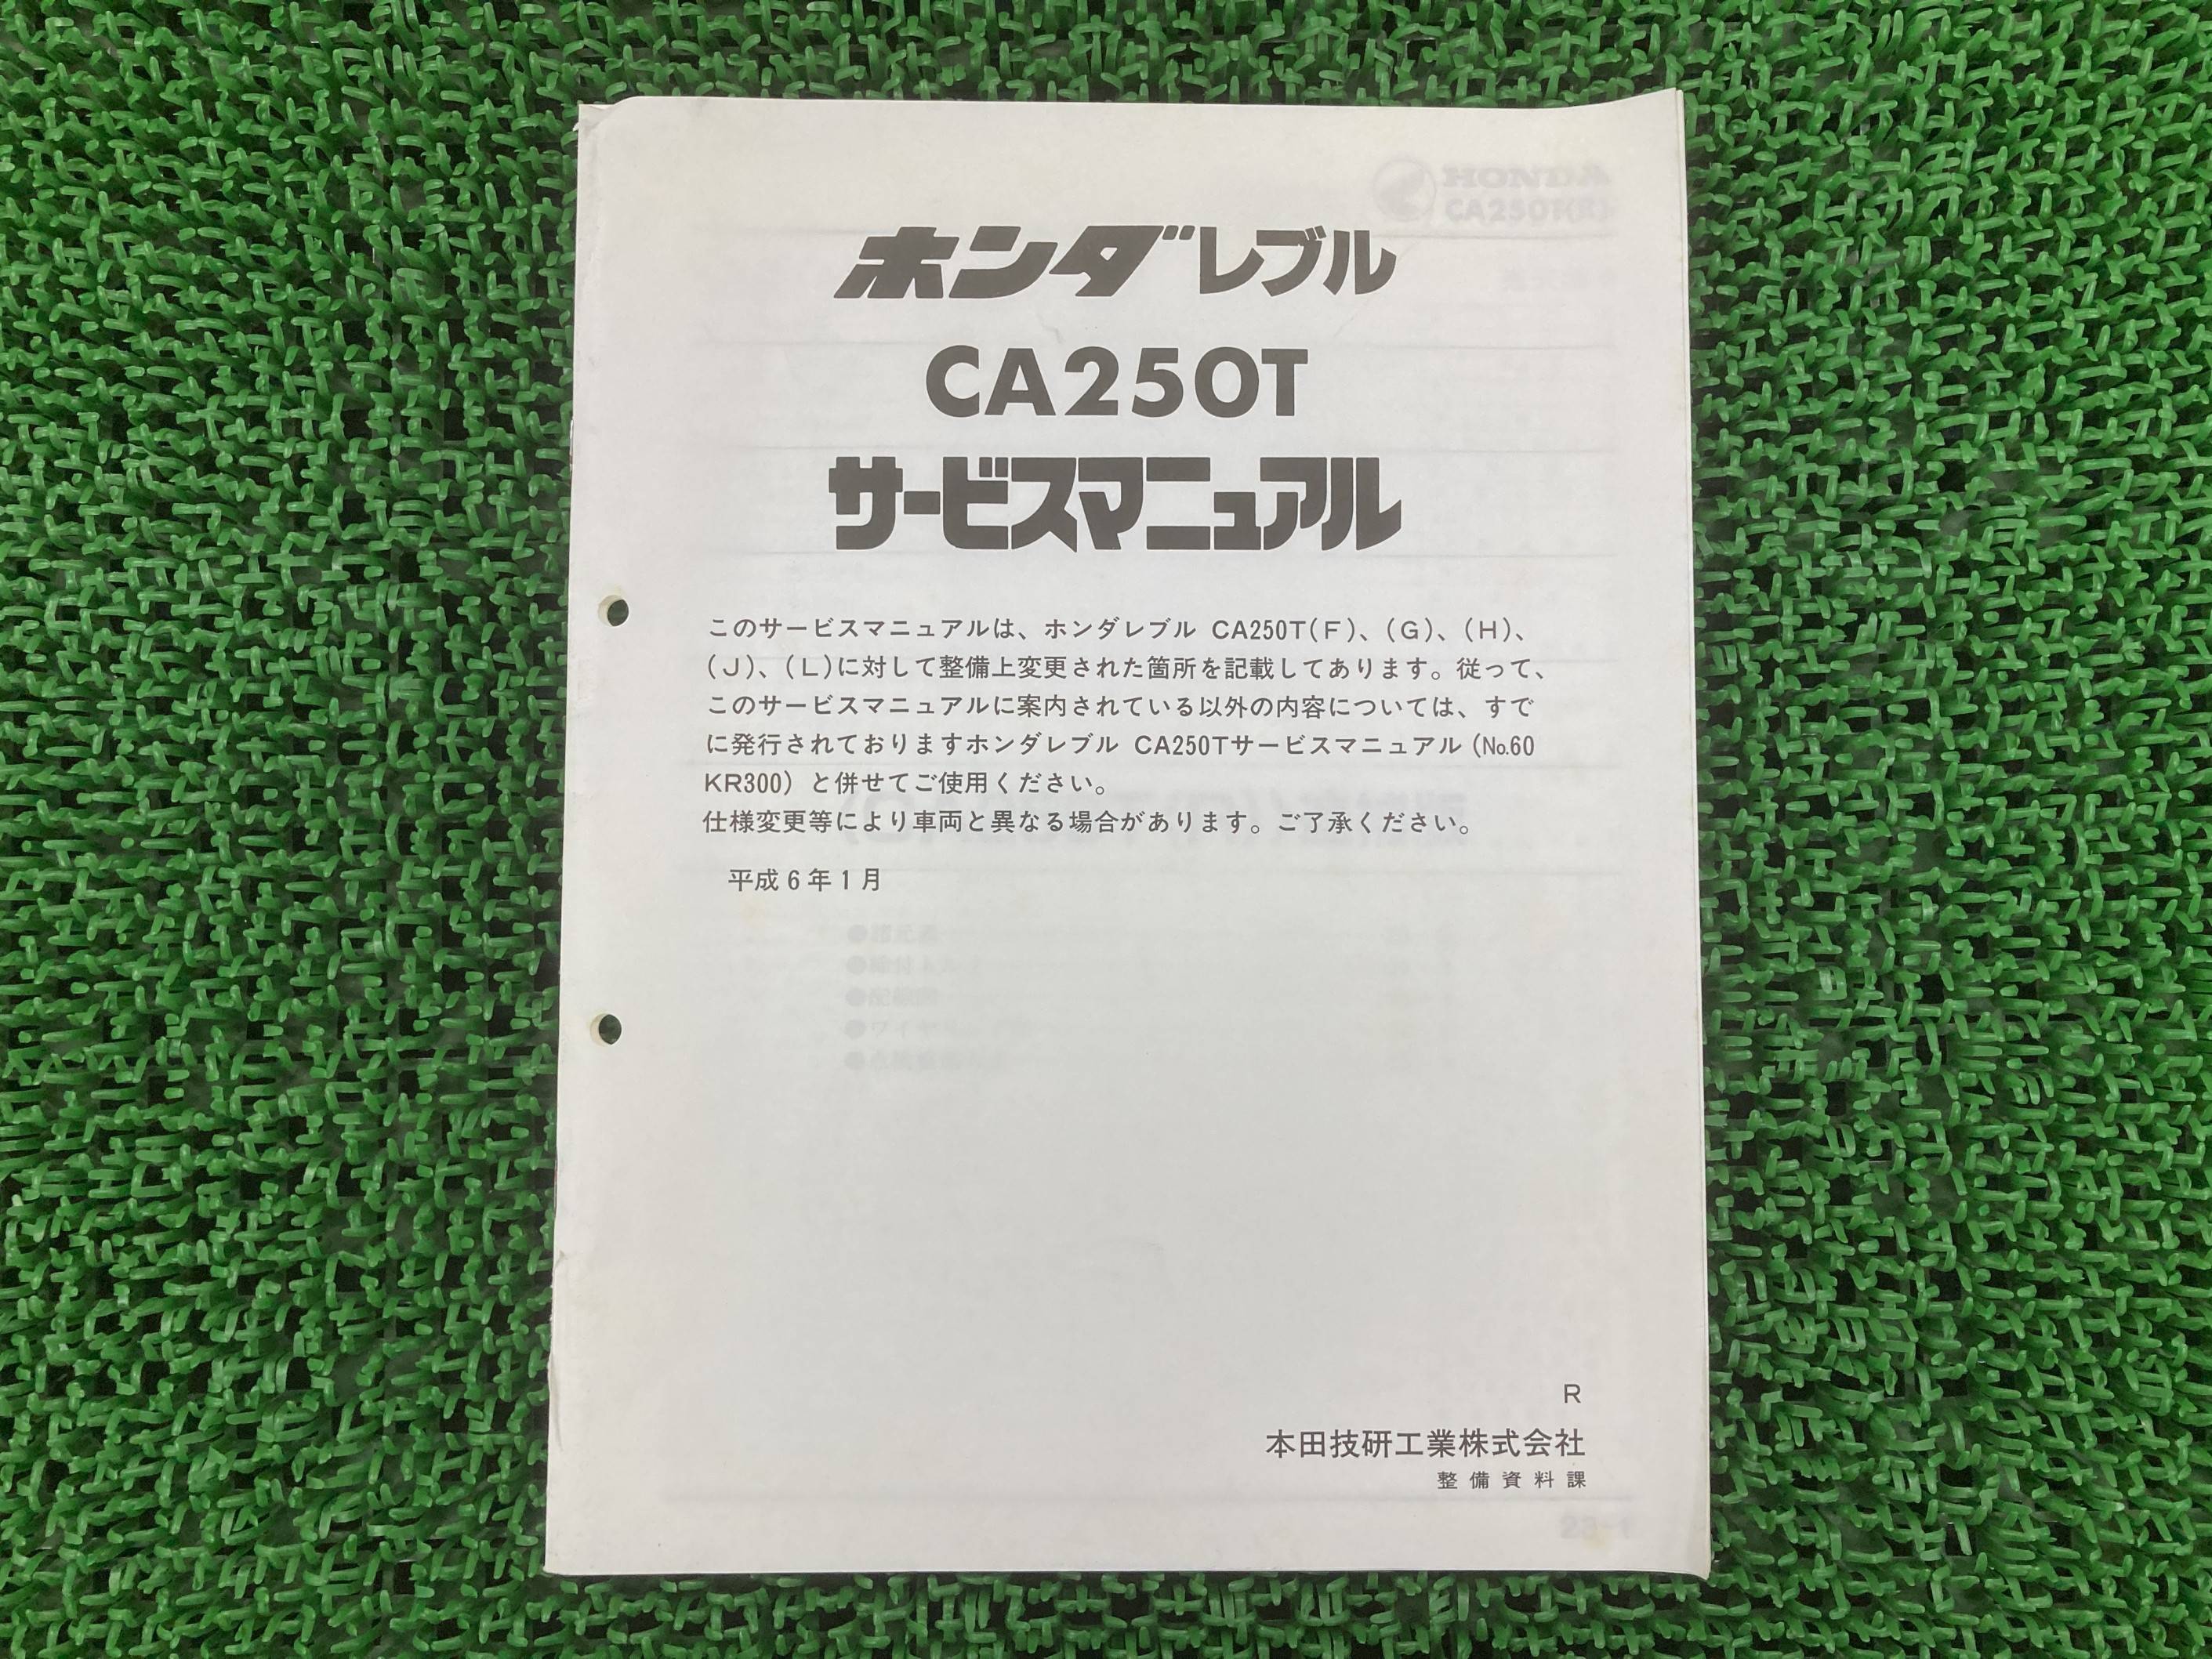 ホンダレブル
CA250T
サービスマニュアル
このサービスマニュアルは、ホンダレブル CA250T(F)、(G)、(H)、
(J)、(L)に対して整備上変更された箇所を記載してあります。従って、
このサービスマニュアルに案内されている以外の内容については、すで
に発行されておりますホンダレブル CA250Tサービスマニュアル(No.60
KR300)と併せてご使用ください。
仕様変更等により車両と異なる場合があります。ご了承ください。
平成6年1月
R
本田技研工業株式会社
整備資料課
HONDA
CA250T(R)
23-1